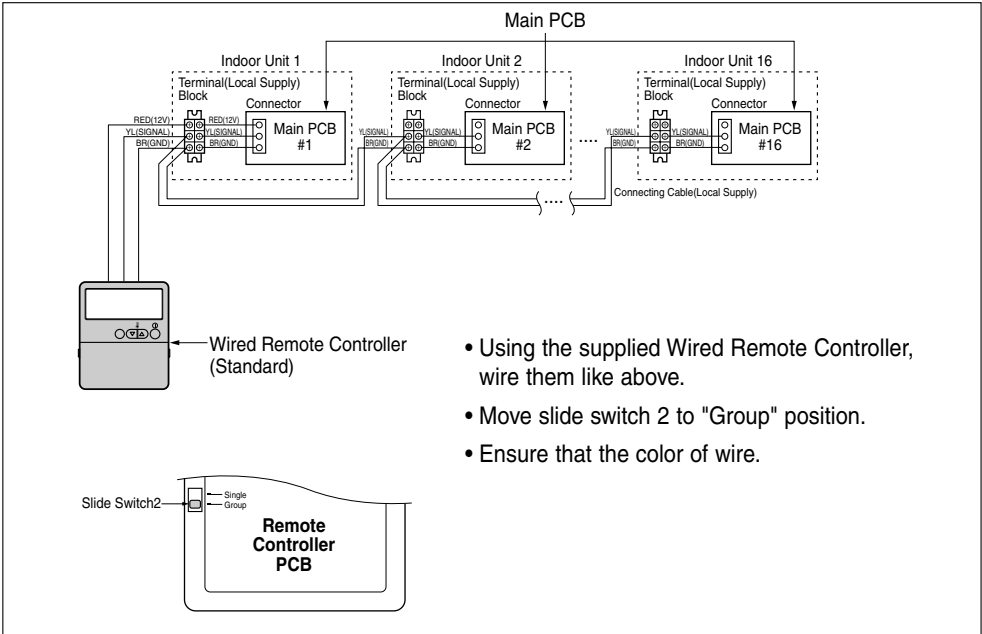 Main PCB
Indoor Unit 1
Indoor Unit 2
Indoor Unit 16
Terminal(Local Supply)
Block
Terminal(Local Supply)
Block
Terminal(Local Supply)
Block
Connector
Connector
Connector
RED(12V)
YL(SIGNAL)
BR(GND)
RED(12V)
YL(SIGNAL)
BR(GND)
Main PCB
#1
YL(SIGNAL)
BR(GND)
YL(SIGNAL)
BR(GND)
Main PCB
#2
....
YL(SIGNAL)
BR(GND)
YL(SIGNAL)
BR(GND)
Main PCB
#16
....
Connecting Cable(Local Supply)
Wired Remote Controller
(Standard)
• Using the supplied Wired Remote Controller,
wire them like above.
• Move slide switch 2 to "Group" position.
• Ensure that the color of wire.
Slide Switch2
Single
Group
Remote
Controller
PCB